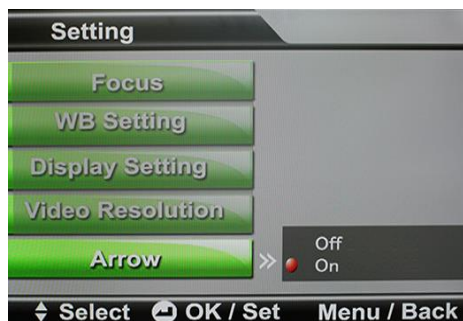 Setting
Focus
WB Setting
Display Setting
Video Resolution
Arrow
Off
On
Select OK / Set Menu / Back